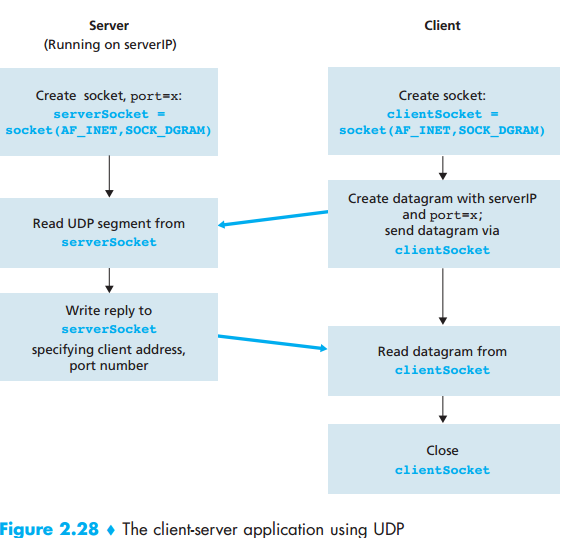 Server
(Running on serverIP)
Create socket, port=x:
serverSocket =
socket(AF_INET,SOCK_DGRAM)
Read UDP segment from
serverSocket
Write reply to
serverSocket
specifying client address,
port number
Client
Create socket:
clientSocket =
socket(AF_INET,SOCK_DGRAM)
Create datagram with serverIP
and port=x;
send datagram via
clientSocket
Read datagram from
clientSocket
Close
clientSocket
Figure 2.28 ♦ The client-server application using UDP